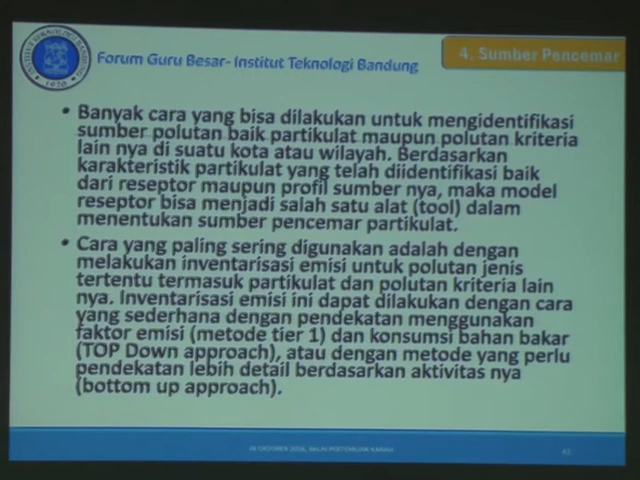 INSTITUT TEKNOLOGI BANDUNG
1920
Forum Guru Besar- Institut Teknologi Bandung
4. Sumber Pencemar
• Banyak cara yang bisa dilakukan untuk mengidentifikasi
sumber polutan baik partikulat maupun polutan kriteria
lain nya di suatu kota atau wilayah. Berdasarkan
karakteristik partikulat yang telah diidentifikasi baik
dari reseptor maupun profil sumber nya, maka model
reseptor bisa menjadi salah satu alat (tool) dalam
menentukan sumber pencemar partikulat.
• Cara yang paling sering digunakan adalah dengan
melakukan inventarisasi emisi untuk polutan jenis
tertentu termasuk partikulat dan polutan kriteria lain
nya. Inventarisasi emisi ini dapat dilakukan dengan cara
yang sederhana dengan pendekatan menggunakan
faktor emisi (metode tier 1) dan konsumsi bahan bakar
(TOP Down approach), atau dengan metode yang perlu
pendekatan lebih detail berdasarkan aktivitas nya
(bottom up approach).
BALAI PERTEMUAN